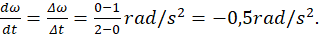 dω/dt = Δω/Δt = 0−1/2−0 rad/s² = −0,5rad/s².